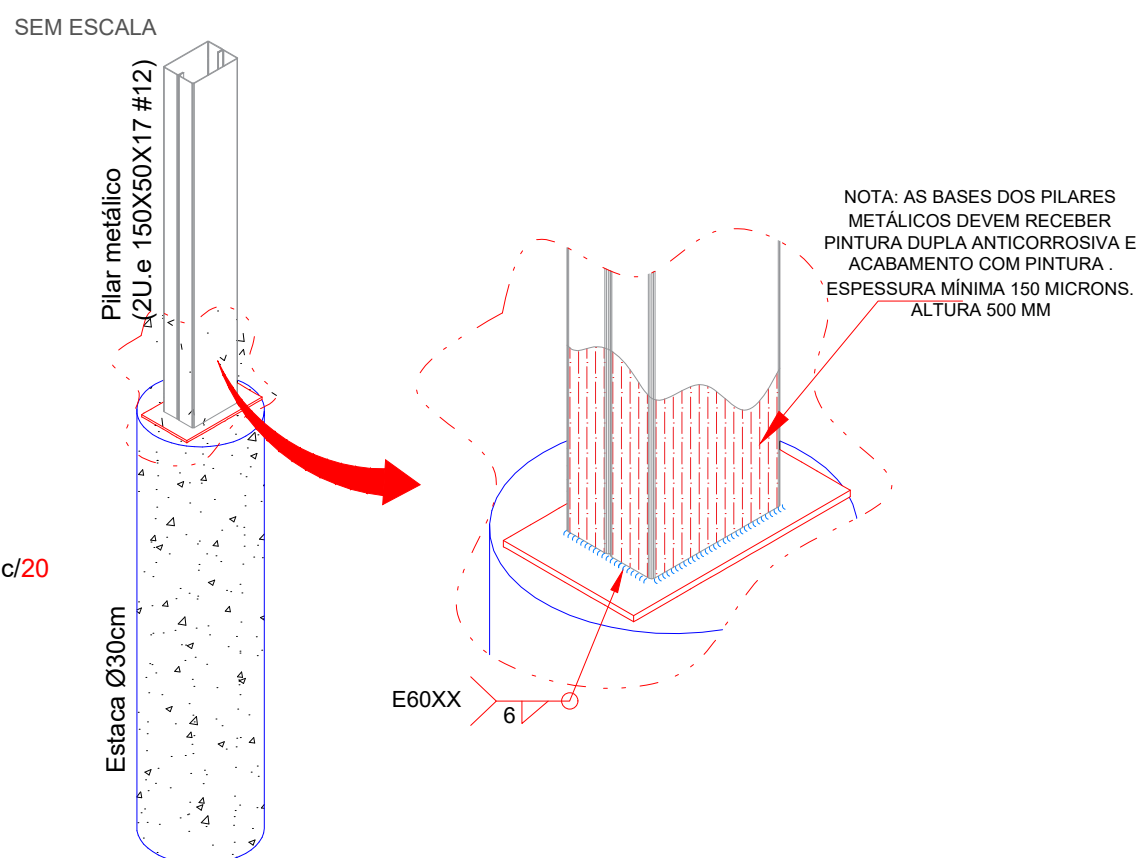 SEM ESCALA
Pilar metálico
(2U.e 150X50X17 #12)
NOTA: AS BASES DOS PILARES
METÁLICOS DEVEM RECEBER
PINTURA DUPLA ANTICORROSIVA E
ACABAMENTO COM PINTURA .
ESPESSURA MÍNIMA 150 MICRONS.
ALTURA 500 MM
c/20
Estaca Ø30cm
E60XX
6